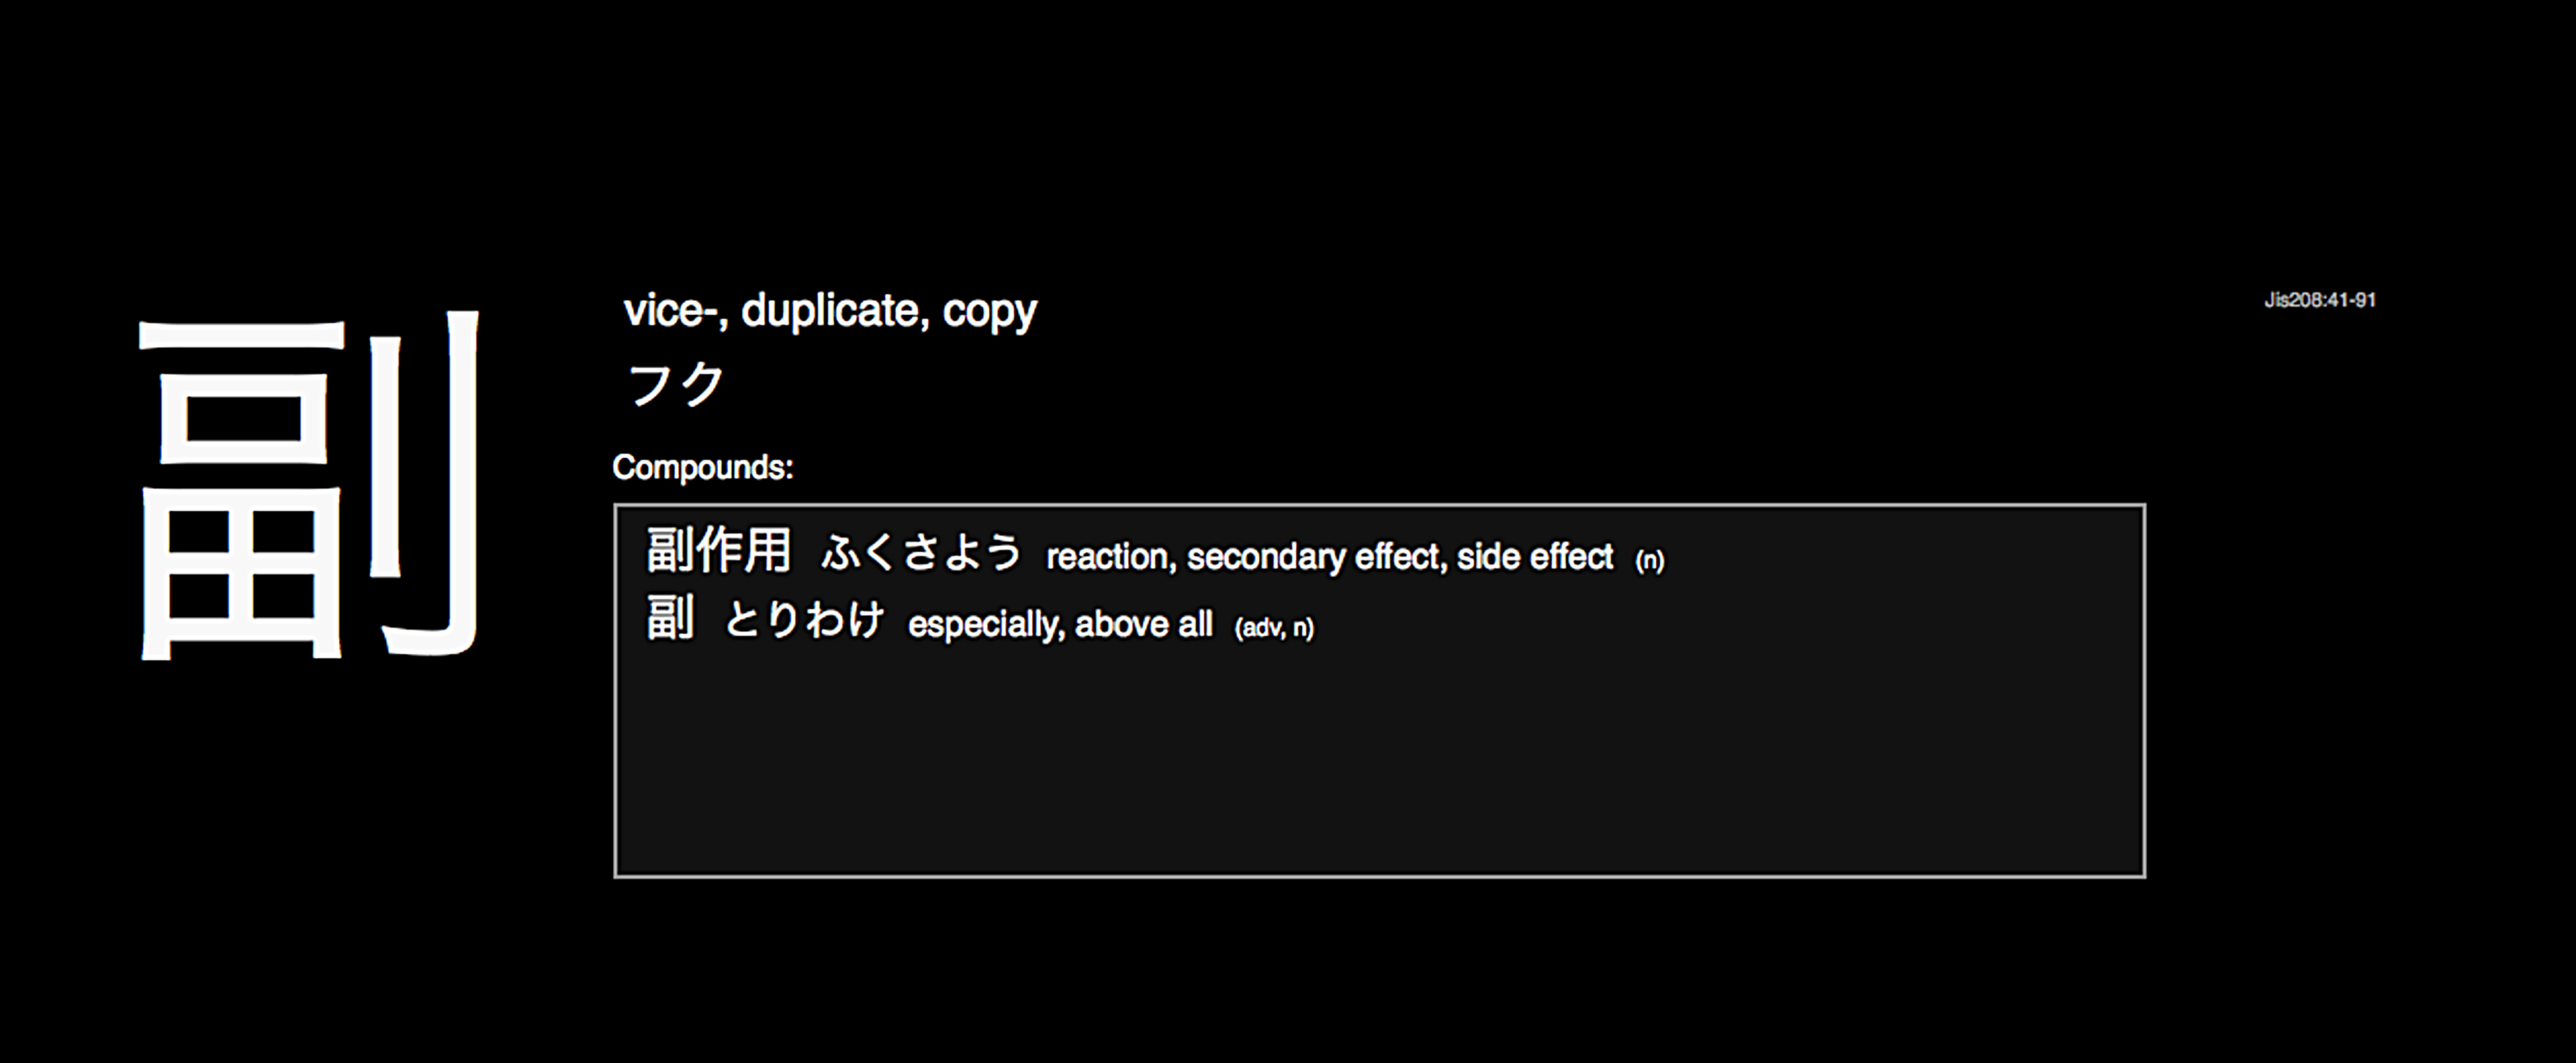 副
vice-, duplicate, copy
Jis208:41-91
フク
Compounds:
副作用 ふくさよう reaction, secondary effect, side effect (n)
副 とりわけ especially, above all (adv, n)